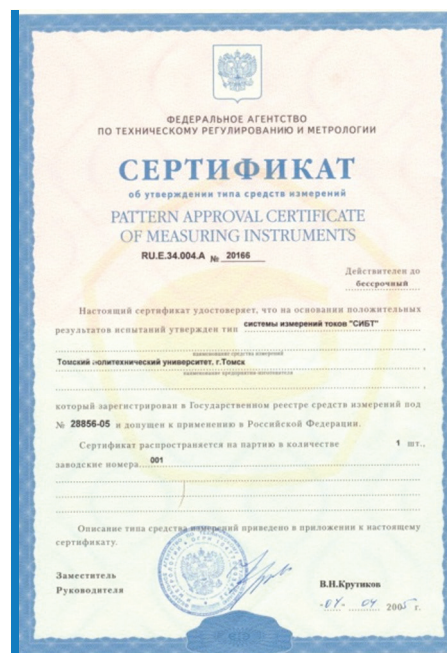 ФЕДЕРАЛЬНОЕ АГЕНТСТВО
ПО ТЕХНИЧЕСКОМУ РЕГУЛИРОВАНИЮ И МЕТРОЛОГИИ
СЕРТИФИКАТ
об утверждении типа средств измерений
PATTERN APPROVAL CERTIFICATE
OF MEASURING INSTRUMENTS
RU.E.34.004.A № 20166
Действителен до
бессрочный
Настоящий сертификат удостоверяет, что на основании положительных
результатов испытаний утвержден тип системы измерений токов "СИБТ"
наименование средства измерений
Томский политехнический университет, г.Томск
наименование предприятия-изготовителя
который зарегистрирован в Государственном реестре средств измерений под
№ 28856-05 и допущен к применению в Российской Федерации.
Сертификат распространяется на партию в количестве 1 шт.,
заводские номера 001
Описание типа средства измерений приведено в приложении к настоящему
сертификату.
Заместитель
Руководителя
В.Н.Крутиков
04 2005 г.